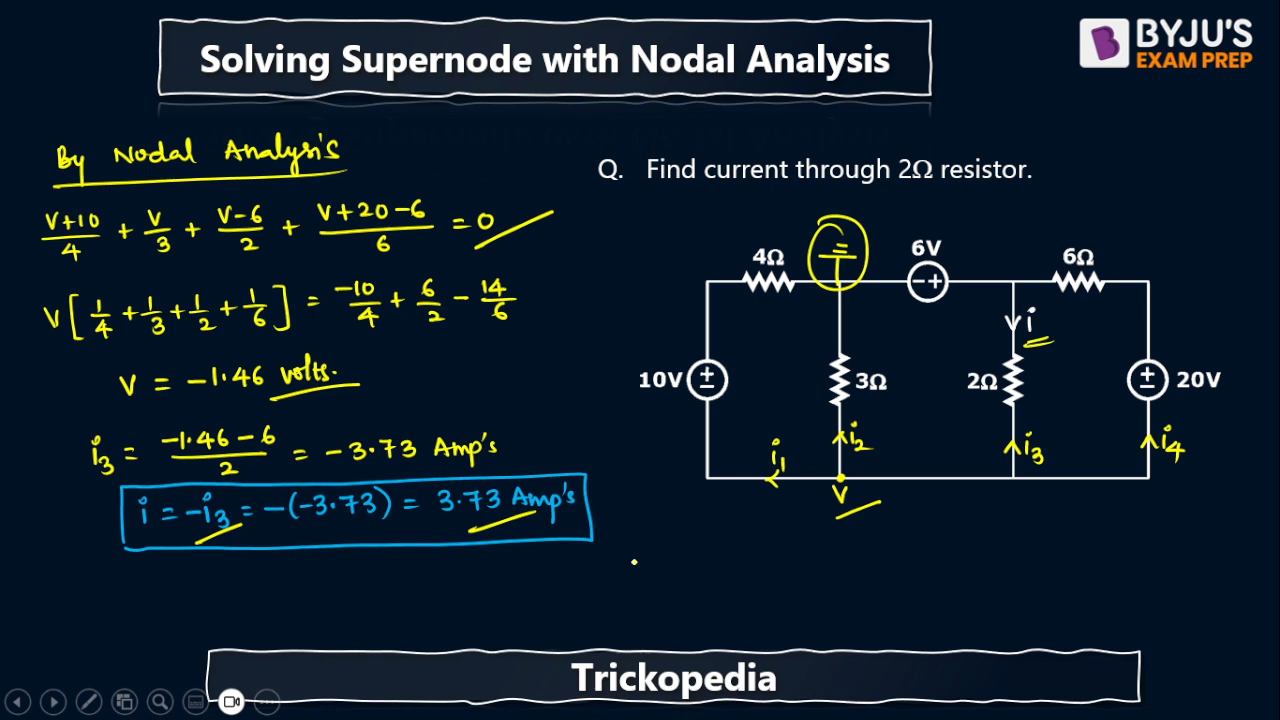 Solving Supernode with Nodal Analysis
BYJU'S
EXAM PREP
By Nodal Analysis
(V+10)/4 + V/3 + (V-6)/2 + (V+20-6)/6 = 0
V[1/4 + 1/3 + 1/2 + 1/6] = -10/4 + 6/2 - 14/6
V = -1.46 volts.
i₃ = (-1.46-6)/2 = -3.73 Amp's
i = -i₃ = -(-3.73) = 3.73 Amp's
Q. Find current through 2Ω resistor.
4Ω
6V
6Ω
- +
i
10V
±
3Ω
2Ω
±
20V
i₁
i₂
i₃
i₄
V
Trickopedia